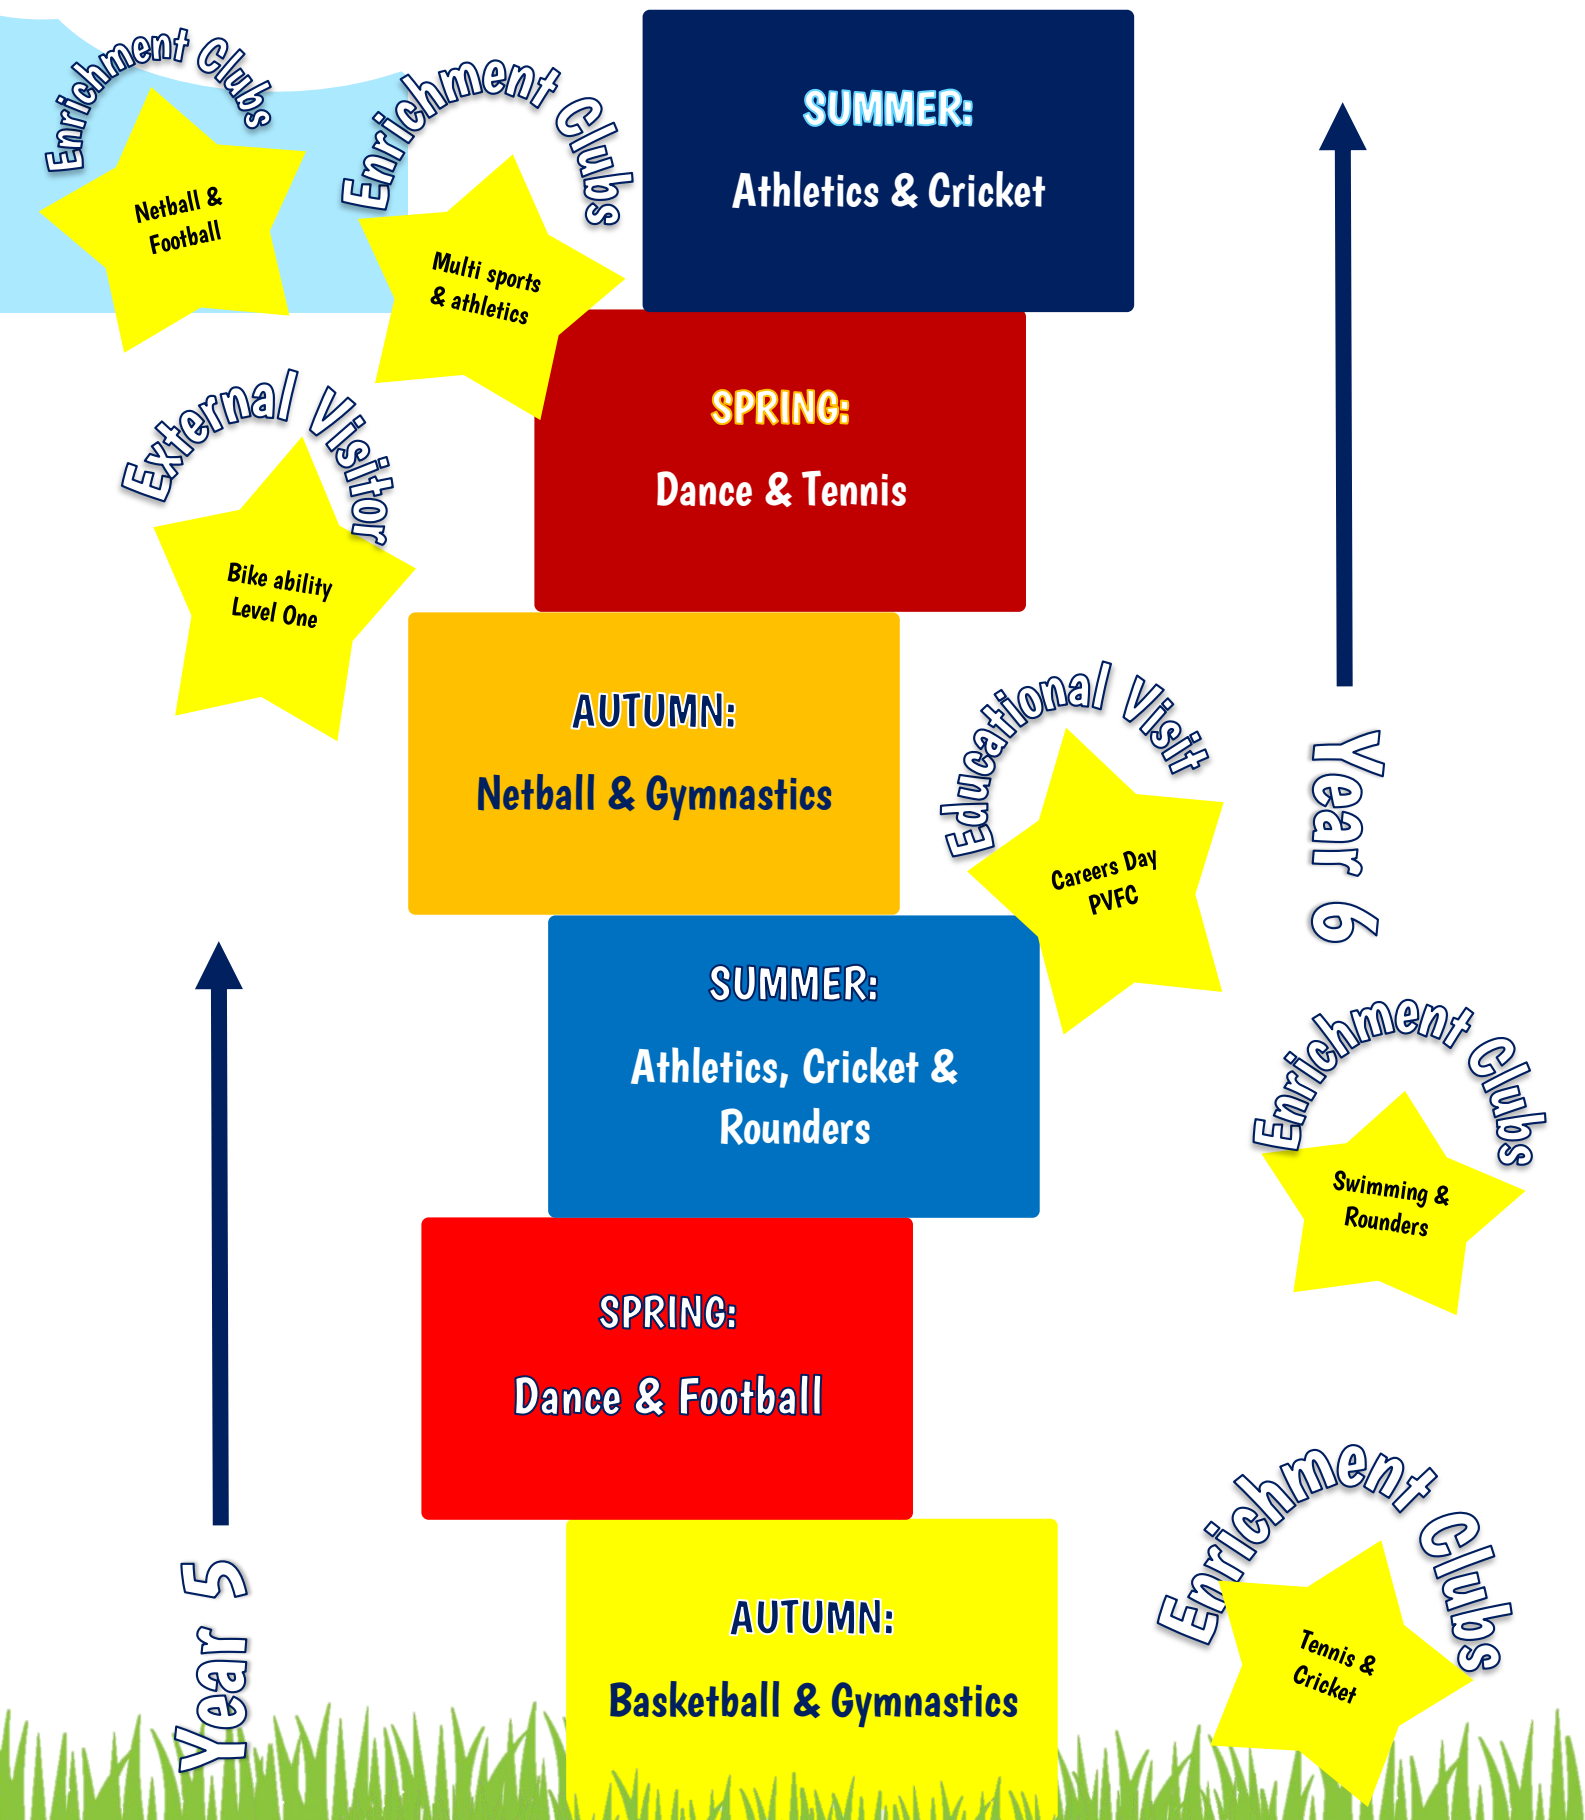 Enrichment Clubs
Netball &
Football
Enrichment Clubs
Multi sports
& athletics
SUMMER:
Athletics & Cricket
SPRING:
Dance & Tennis
External Visitor
Bike ability
Level One
AUTUMN:
Netball & Gymnastics
Educational Visit
Careers Day
PVFC
Year 6
SUMMER:
Athletics, Cricket &
Rounders
Enrichment Clubs
Swimming &
Rounders
SPRING:
Dance & Football
Enrichment Clubs
Tennis &
Cricket
Year 5
AUTUMN:
Basketball & Gymnastics